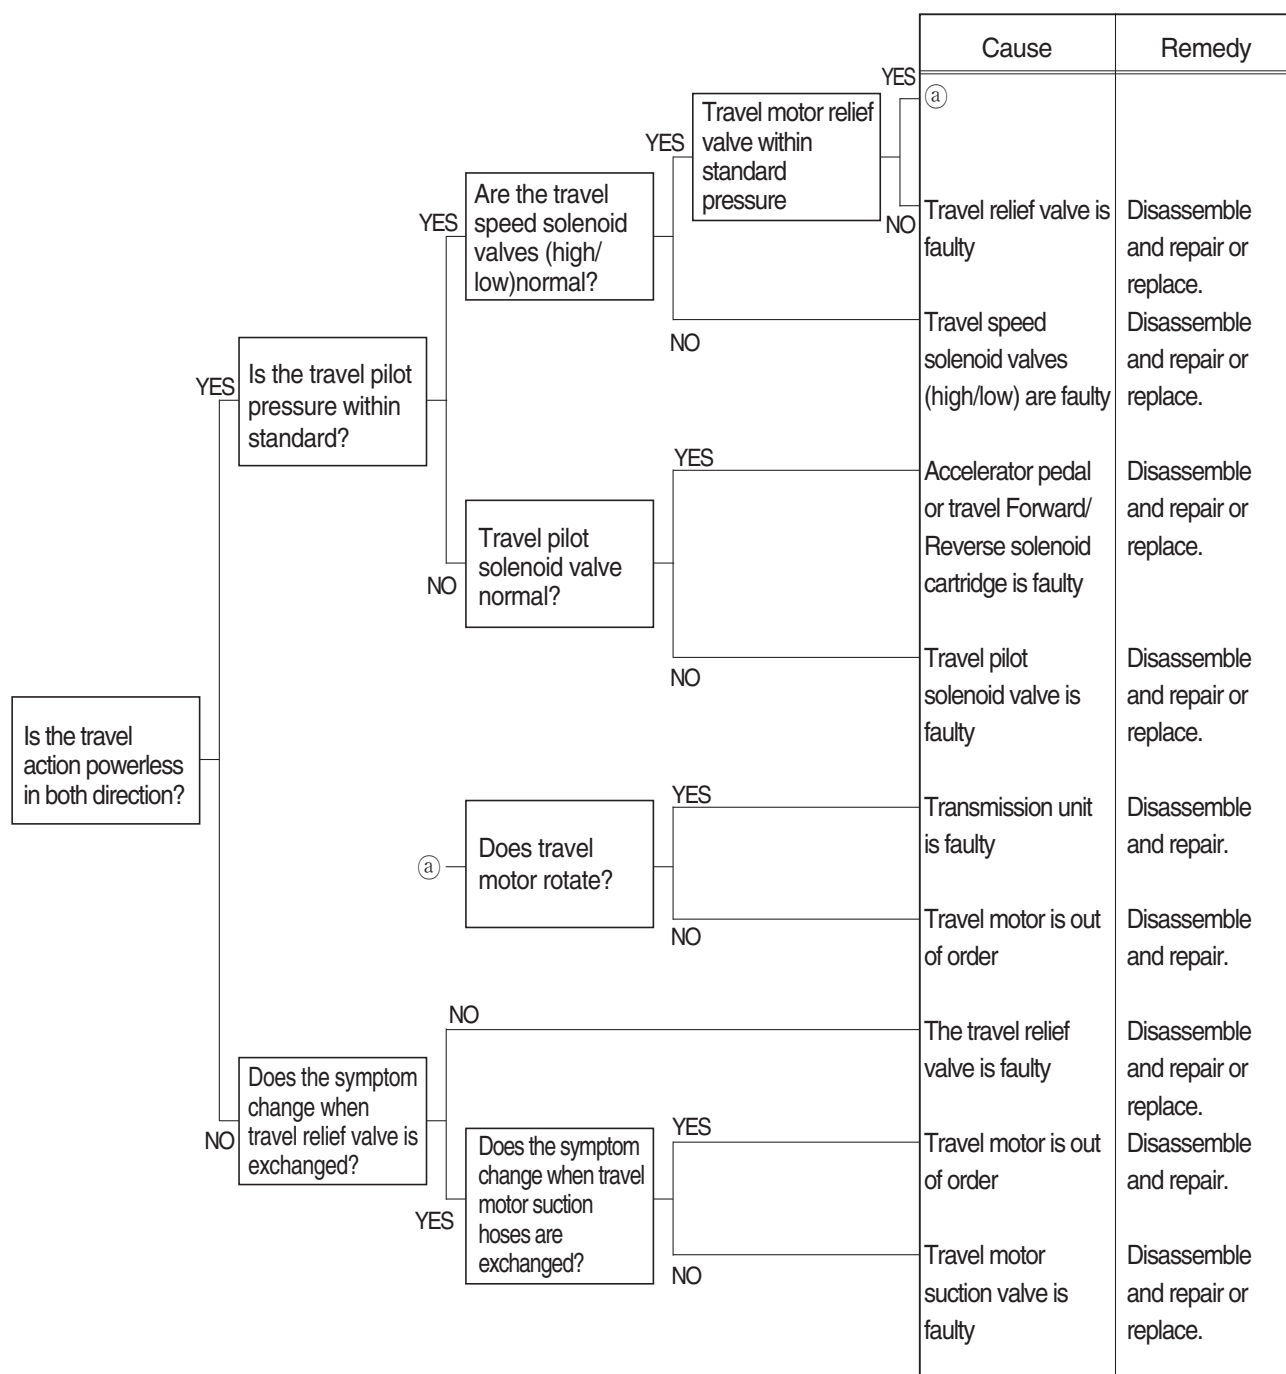 Cause
Remedy
YES
ⓐ
Travel motor relief
valve within
standard
pressure
YES
NO
Travel relief valve is
faulty
Disassemble
and repair or
replace.
Are the travel
speed solenoid
valves (high/
low)normal?
YES
NO
Travel speed
solenoid valves
(high/low) are faulty
Disassemble
and repair or
replace.
YES
Is the travel pilot
pressure within
standard?
YES
Accelerator pedal
or travel Forward/
Reverse solenoid
cartridge is faulty
Disassemble
and repair or
replace.
Travel pilot
solenoid valve
normal?
NO
NO
Travel pilot
solenoid valve is
faulty
Disassemble
and repair or
replace.
Is the travel
action powerless
in both direction?
YES
Transmission unit
is faulty
Disassemble
and repair.
ⓐ
Does travel
motor rotate?
NO
Travel motor is out
of order
Disassemble
and repair.
NO
The travel relief
valve is faulty
Disassemble
and repair or
replace.
Does the symptom
change when
travel relief valve is
exchanged?
NO
YES
Travel motor is out
of order
Disassemble
and repair.
Does the symptom
change when travel
motor suction
hoses are
exchanged?
YES
NO
Travel motor
suction valve is
faulty
Disassemble
and repair or
replace.